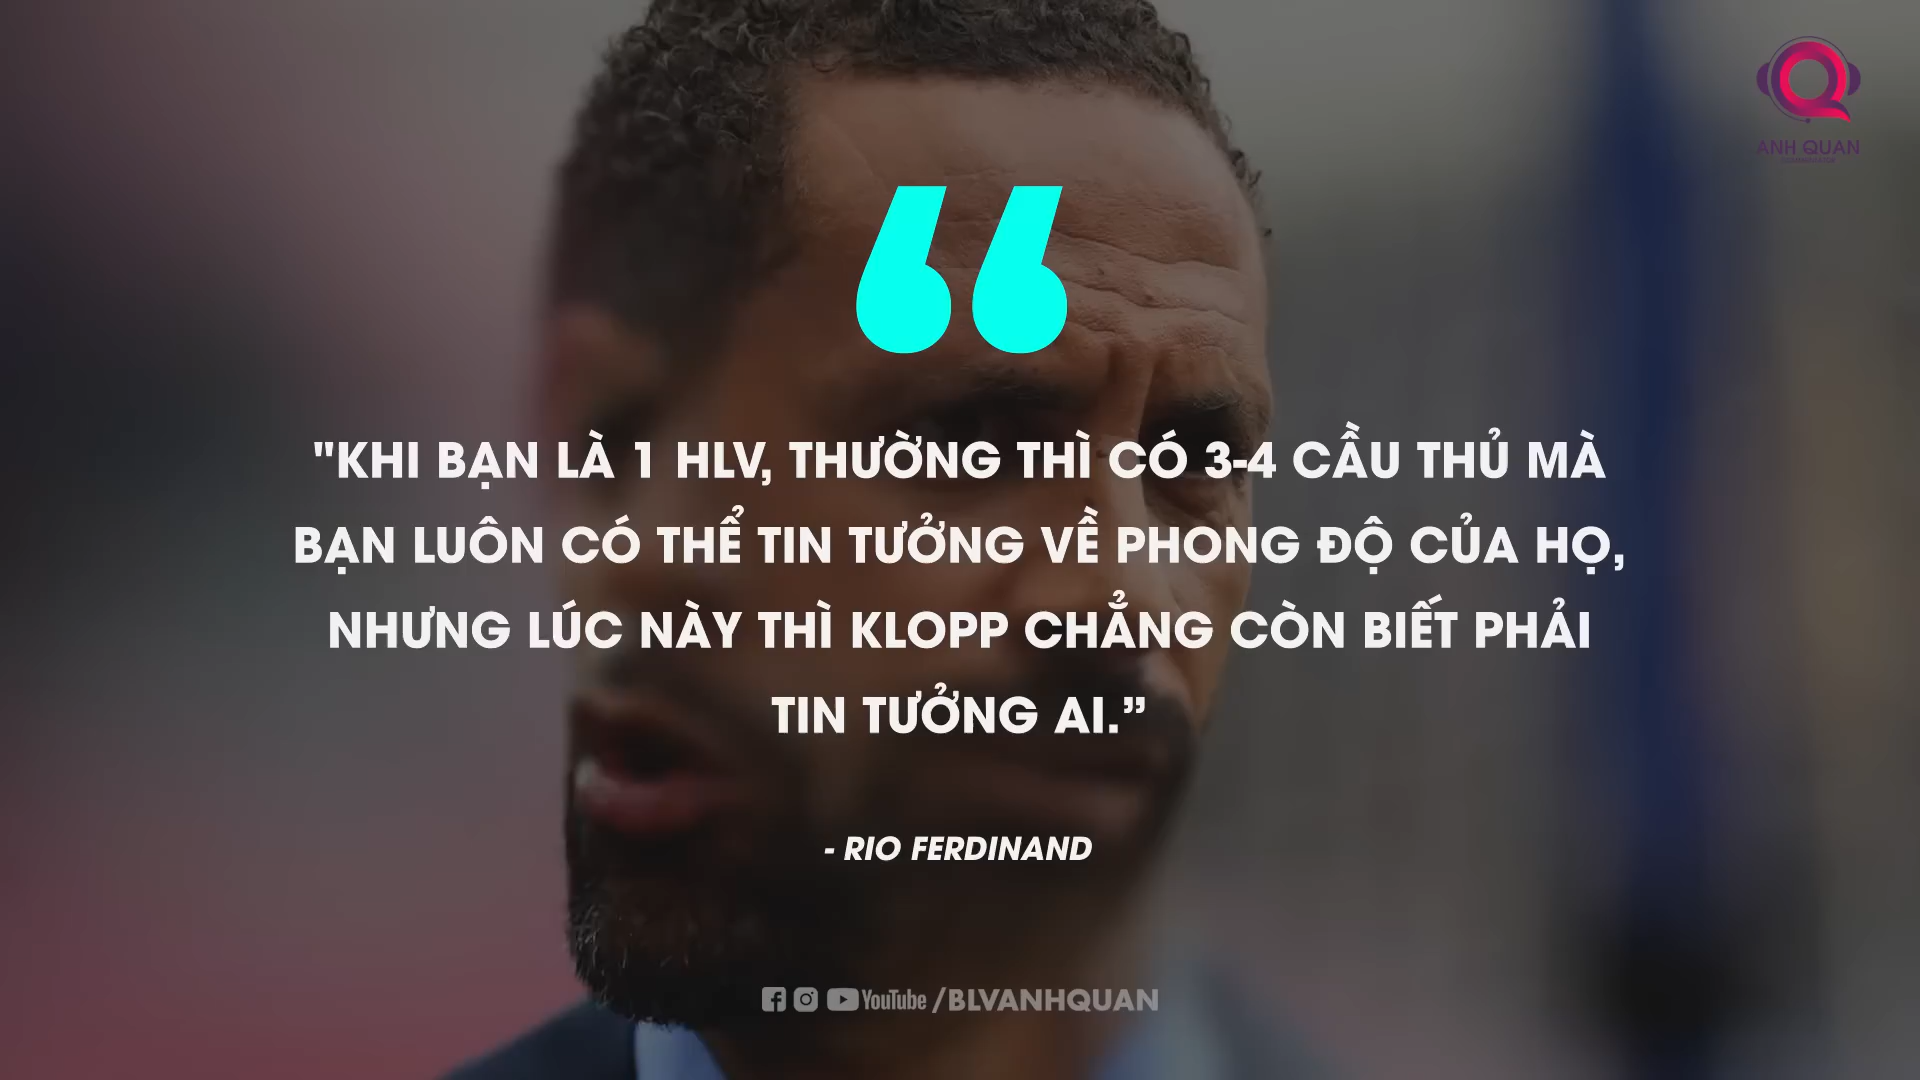 ANH QUAN
"KHI BẠN LÀ 1 HLV, THƯỜNG THÌ CÓ 3-4 CẦU THỦ MÀ
BẠN LUÔN CÓ THỂ TIN TƯỞNG VỀ PHONG ĐỘ CỦA HỌ,
NHƯNG LÚC NÀY THÌ KLOPP CHẲNG CÒN BIẾT PHẢI
TIN TƯỞNG AI.”
- RIO FERDINAND
YouTube /BLVANHQUAN